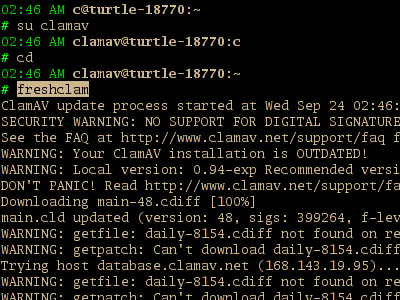 02:46 AM c@turtle-18770:~
# su clamav
02:46 AM clamav@turtle-18770:c
# cd
02:46 AM clamav@turtle-18770:~
# freshclam
ClamAV update process started at Wed Sep 24 02:46:
SECURITY WARNING: NO SUPPORT FOR DIGITAL SIGNATURE
See the FAQ at http://www.clamav.net/support/faq f
WARNING: Your ClamAV installation is OUTDATED!
WARNING: Local version: 0.94-exp Recommended versi
DON'T PANIC! Read http://www.clamav.net/support/fa
Downloading main-48.cdiff [100%]
main.cld updated (version: 48, sigs: 399264, f-lev
WARNING: getfile: daily-8154.cdiff not found on re
WARNING: getpatch: Can't download daily-8154.cdiff
Trying host database.clamav.net (168.143.19.95)...
WARNING: getfile: daily-8154.cdiff not found on re
WARNING: getpatch: Can't download daily-8154.cdiff